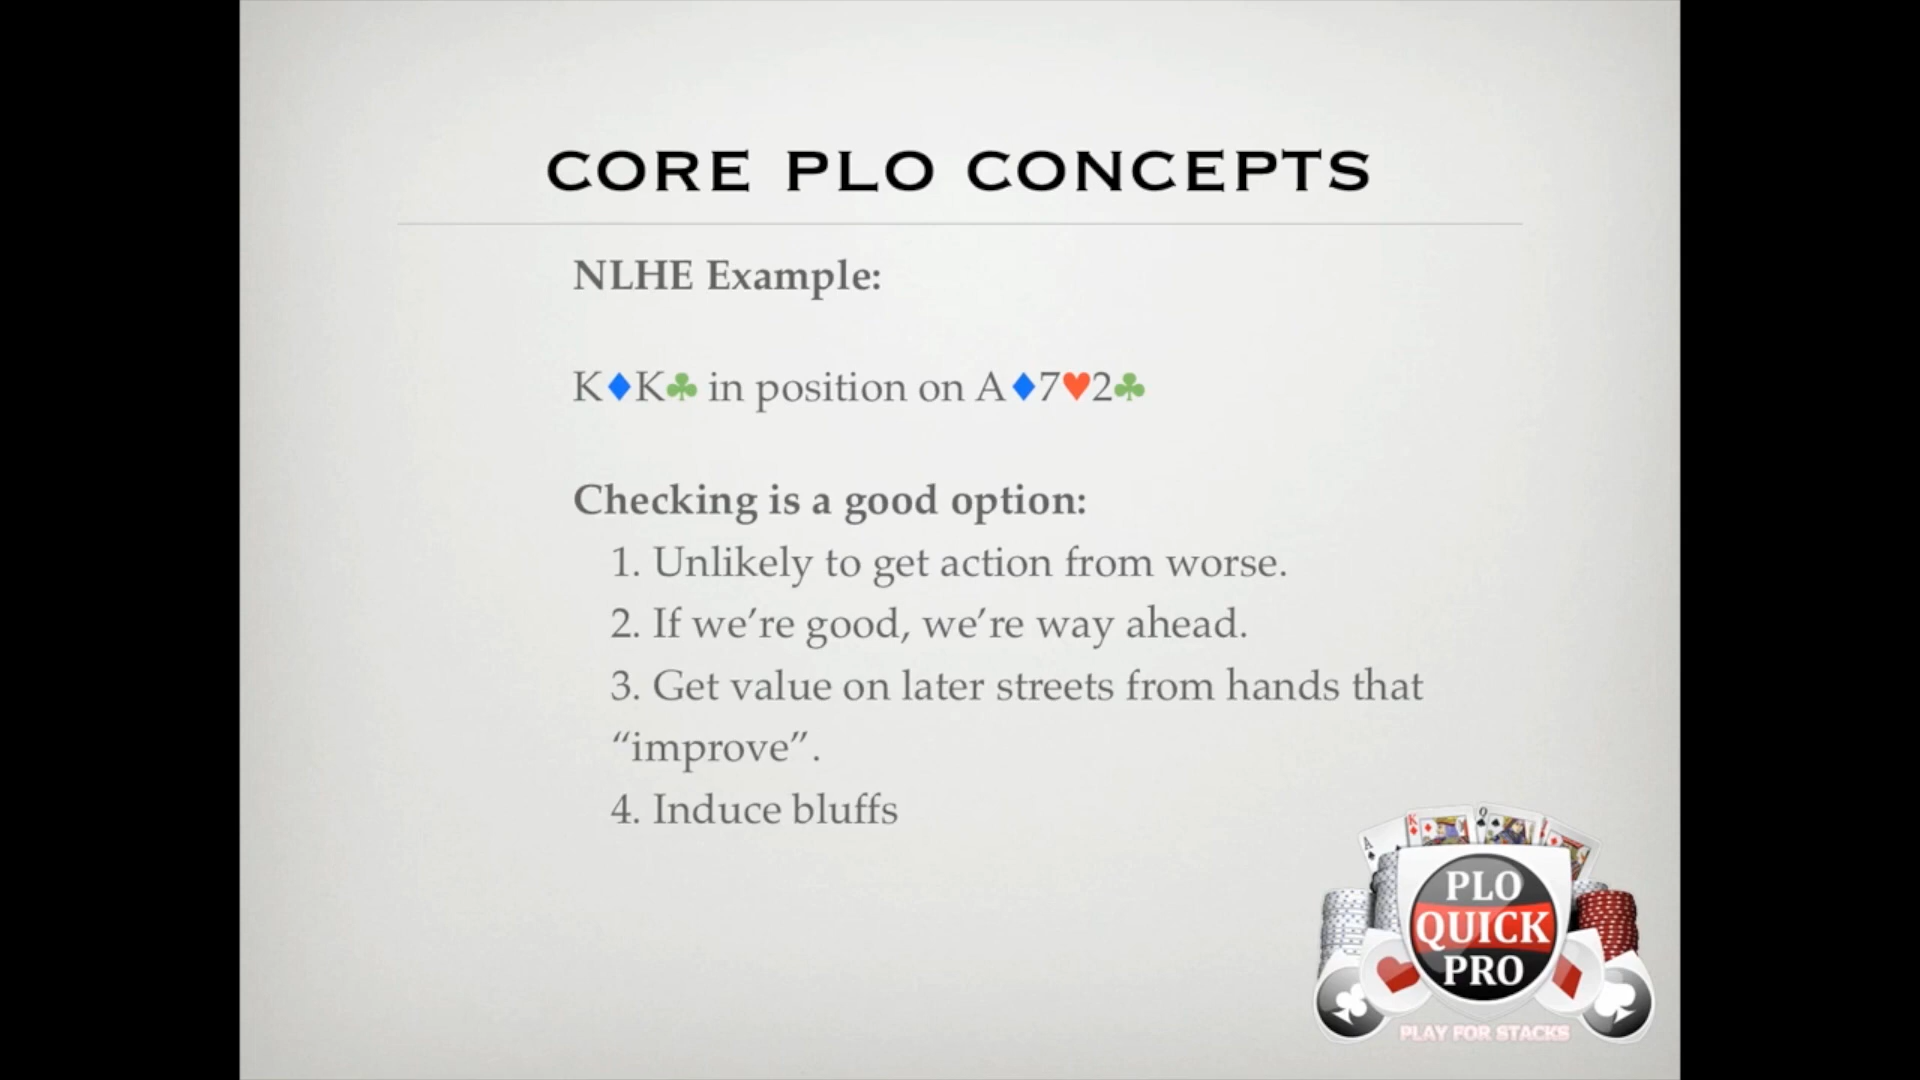 CORE PLO CONCEPTS
NLHE Example:
K♦K♣ in position on A♦7♥2♣
Checking is a good option:
1. Unlikely to get action from worse.
2. If we're good, we're way ahead.
3. Get value on later streets from hands that
“improve”.
4. Induce bluffs
A
K
Q
PLO
QUICK
PRO
PLAY FOR STACKS